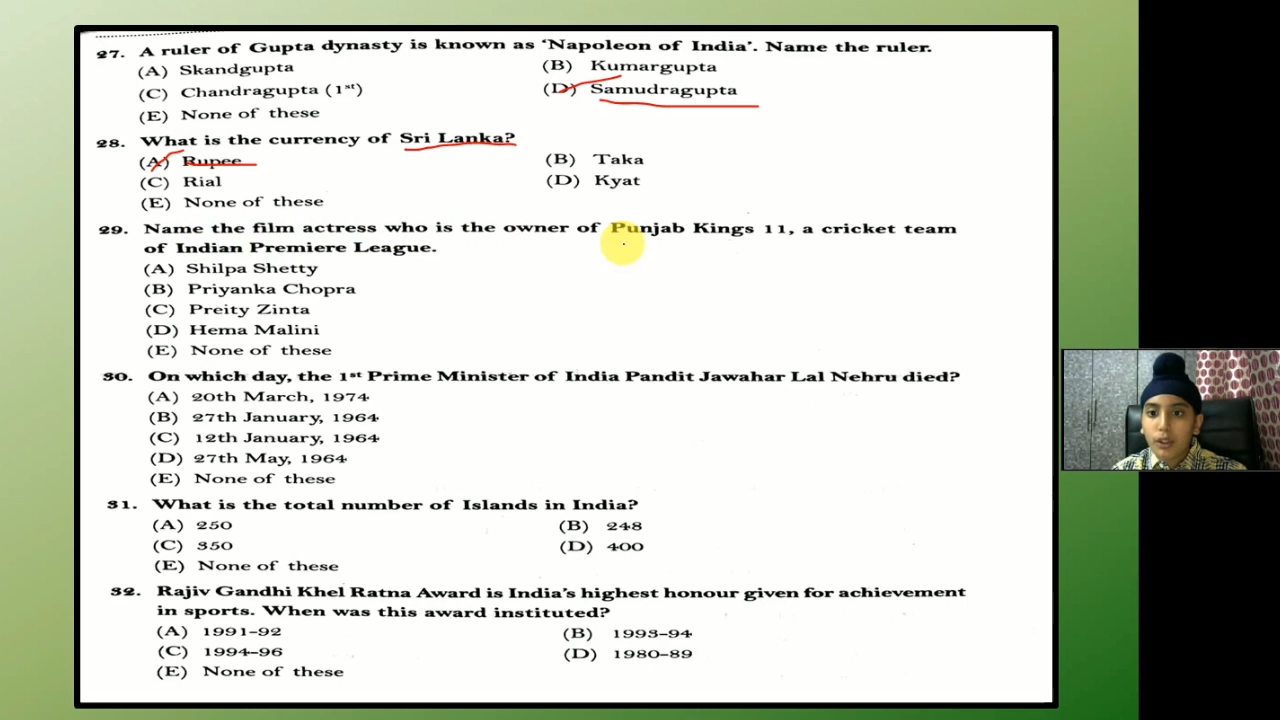 27. A ruler of Gupta dynasty is known as ‘Napoleon of India’. Name the ruler.
(A) Skandgupta (B) Kumargupta
(C) Chandragupta (1st) (D) Samudragupta
(E) None of these
28. What is the currency of Sri Lanka?
(A) Rupee (B) Taka
(C) Rial (D) Kyat
(E) None of these
29. Name the film actress who is the owner of Punjab Kings 11, a cricket team
of Indian Premiere League.
(A) Shilpa Shetty
(B) Priyanka Chopra
(C) Preity Zinta
(D) Hema Malini
(E) None of these
30. On which day, the 1st Prime Minister of India Pandit Jawahar Lal Nehru died?
(A) 20th March, 1974
(B) 27th January, 1964
(C) 12th January, 1964
(D) 27th May, 1964
(E) None of these
31. What is the total number of Islands in India?
(A) 250 (B) 248
(C) 350 (D) 400
(E) None of these
32. Rajiv Gandhi Khel Ratna Award is India’s highest honour given for achievement
in sports. When was this award instituted?
(A) 1991-92 (B) 1993-94
(C) 1994-96 (D) 1980-89
(E) None of these